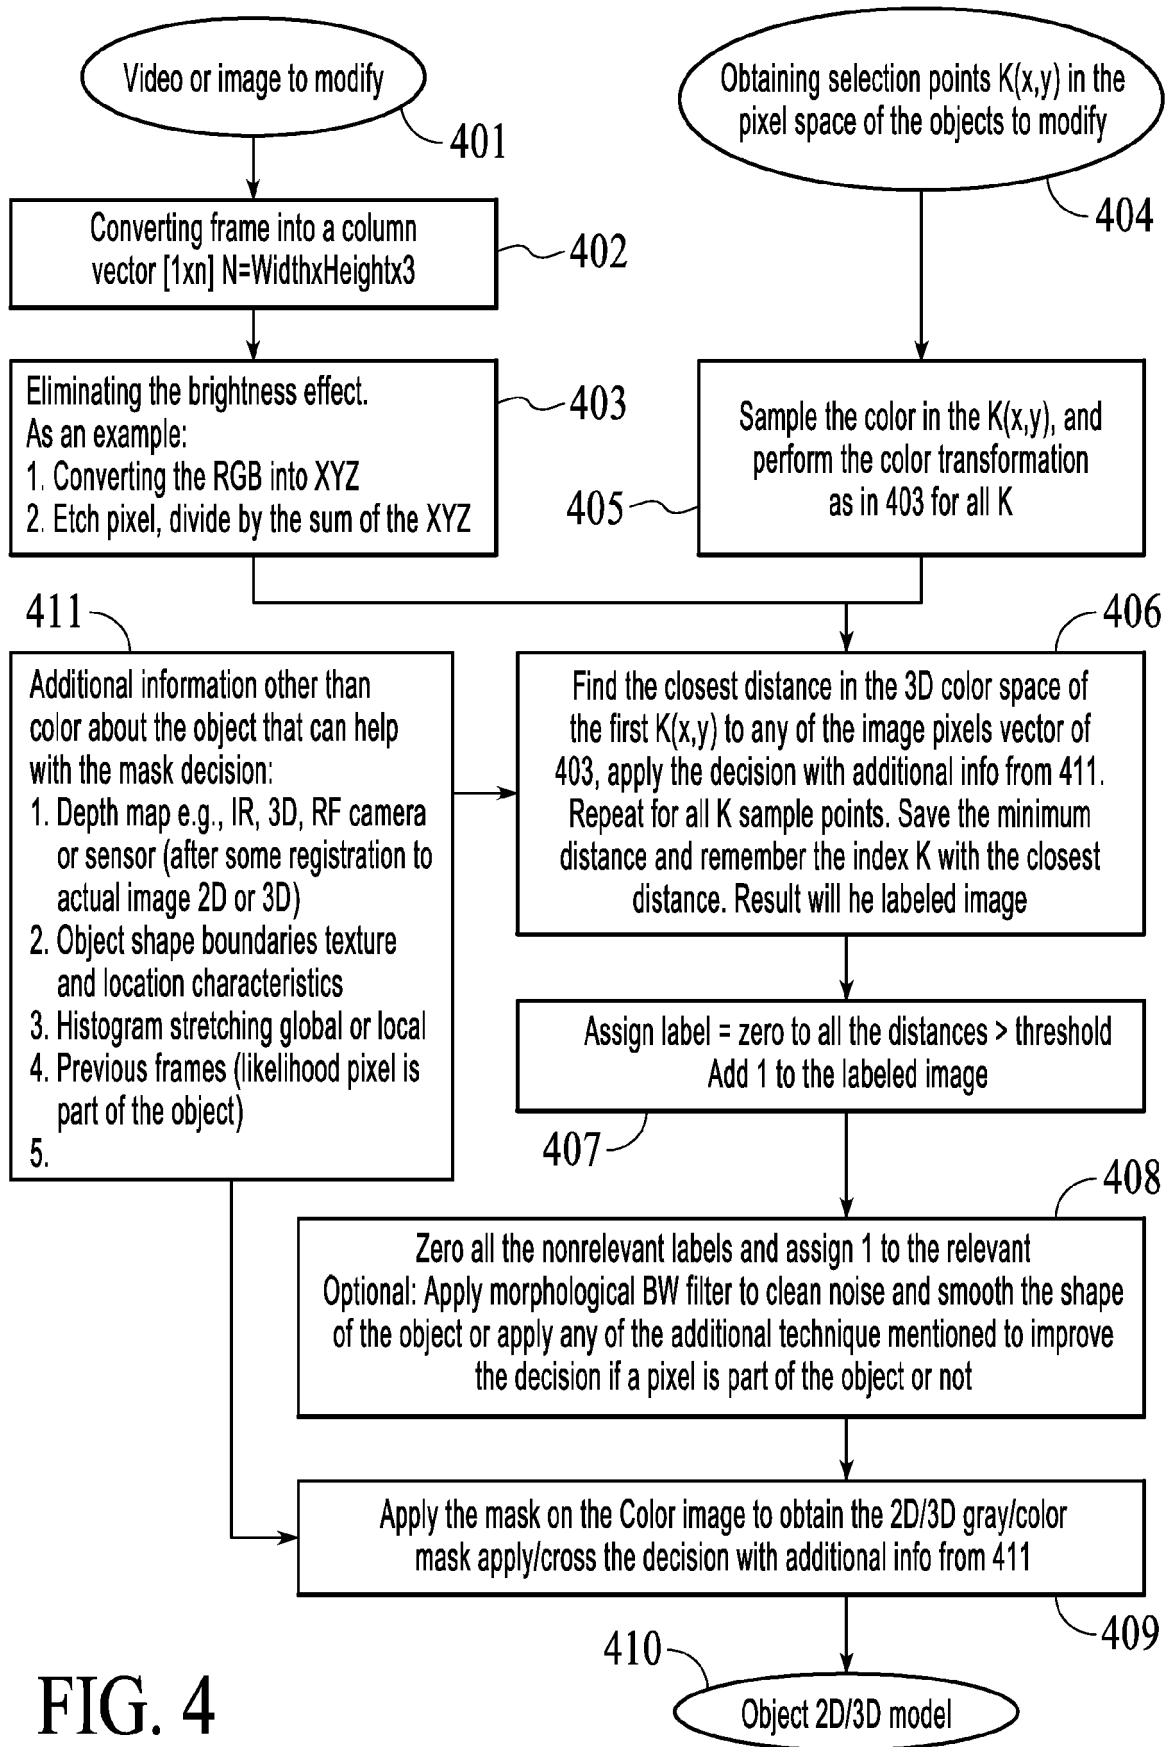 Video or image to modify
401
Converting frame into a column
vector [1xn] N=WidthxHeightx3
402
Eliminating the brightness effect.
As an example:
1. Converting the RGB into XYZ
2. Etch pixel, divide by the sum of the XYZ
403
Obtaining selection points K(x,y) in the
pixel space of the objects to modify
404
Sample the color in the K(x,y), and
perform the color transformation
as in 403 for all K
405
411
Additional information other than
color about the object that can help
with the mask decision:
1. Depth map e.g., IR, 3D, RF camera
or sensor (after some registration to
actual image 2D or 3D)
2. Object shape boundaries texture
and location characteristics
3. Histogram stretching global or local
4. Previous frames (likelihood pixel is
part of the object)
5.
406
Find the closest distance in the 3D color space of
the first K(x,y) to any of the image pixels vector of
403, apply the decision with additional info from 411.
Repeat for all K sample points. Save the minimum
distance and remember the index K with the closest
distance. Result will he labeled image
Assign label = zero to all the distances > threshold
Add 1 to the labeled image
407
408
Zero all the nonrelevant labels and assign 1 to the relevant
Optional: Apply morphological BW filter to clean noise and smooth the shape
of the object or apply any of the additional technique mentioned to improve
the decision if a pixel is part of the object or not
Apply the mask on the Color image to obtain the 2D/3D gray/color
mask apply/cross the decision with additional info from 411
409
410
Object 2D/3D model
FIG. 4